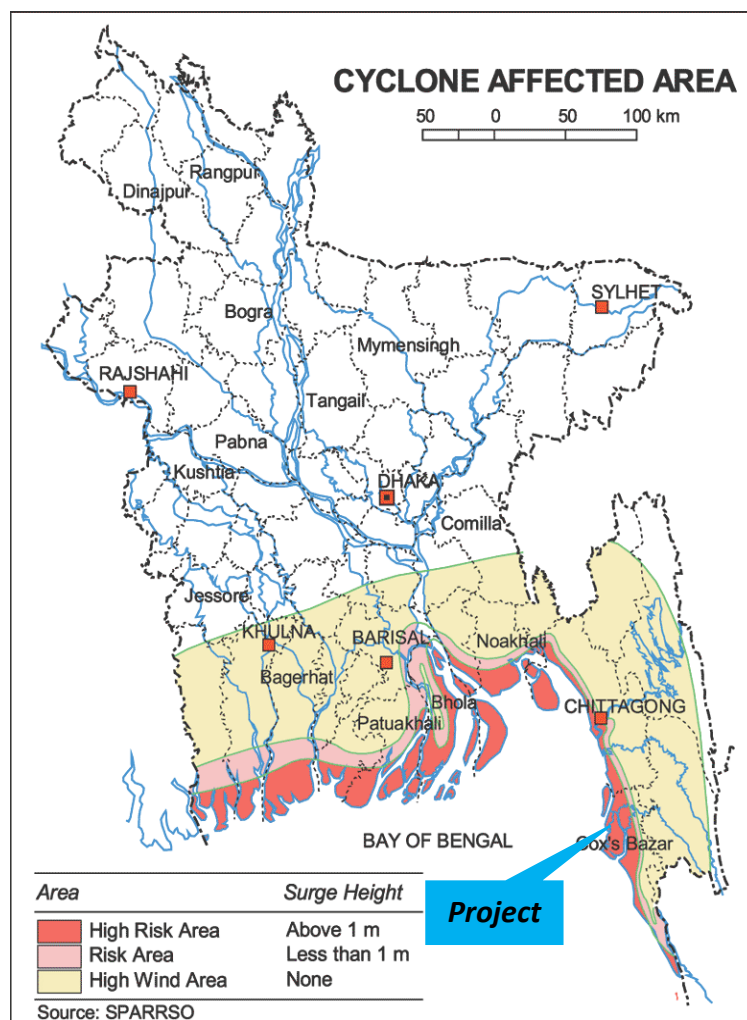 CYCLONE AFFECTED AREA
50 0 50 100 km
Rangpur
Dinajpur
SYLHET
Bogra
Mymensingh
RAJSHAHI
Tangail
Pabna
Kushtia
DHAKA
Comilla
Jessore
KHULNA
BARISAL
Noakhali
Bagerhat
Bhola
CHITTAGONG
Patuakhali
BAY OF BENGAL
Cox's Bazar
Project
Area Surge Height
High Risk Area Above 1 m
Risk Area Less than 1 m
High Wind Area None
Source: SPARRSO